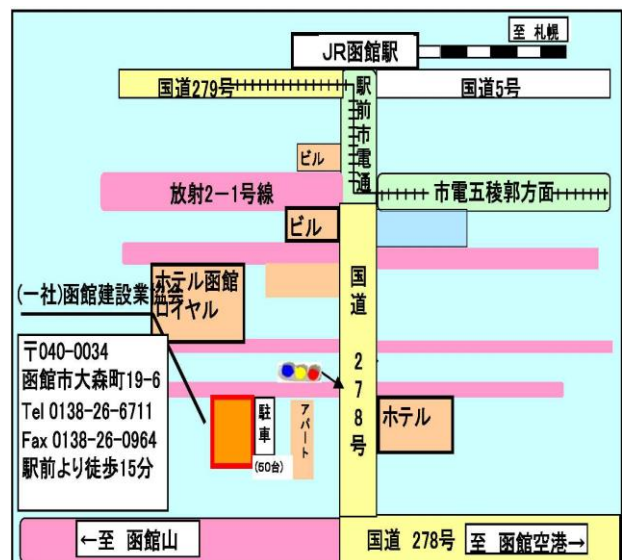 至 札幌
JR函館駅
国道279号
駅前市電通
国道5号
ビル
放射2－1号線
市電五稜郭方面
ビル
国道 278号
(一社)函館建設業協会
ホテル函館
ロイヤル
〒040-0034
函館市大森町19-6
Tel 0138-26-6711
Fax 0138-26-0964
駅前より徒歩15分
駐車
(50台)
アパート
ホテル
←至 函館山
国道 278号
至 函館空港→